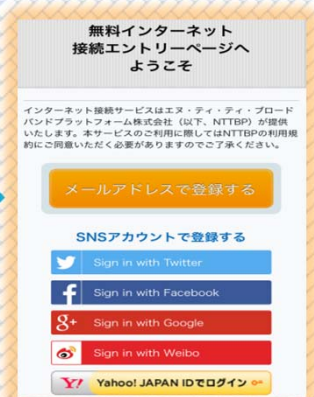 無料インターネット
接続エントリーページへ
ようこそ
インターネット接続サービスはエヌ・ティ・ティ・ブロード
バンドプラットフォーム株式会社（以下、NTTBP）が提供
いたします。本サービスのご利用に際してはNTTBPの利用規
約にご同意いただく必要がありますのでご了承ください。
メールアドレスで登録する
SNSアカウントで登録する
Sign in with Twitter
Sign in with Facebook
Sign in with Google
Sign in with Weibo
Yahoo! JAPAN IDでログイン